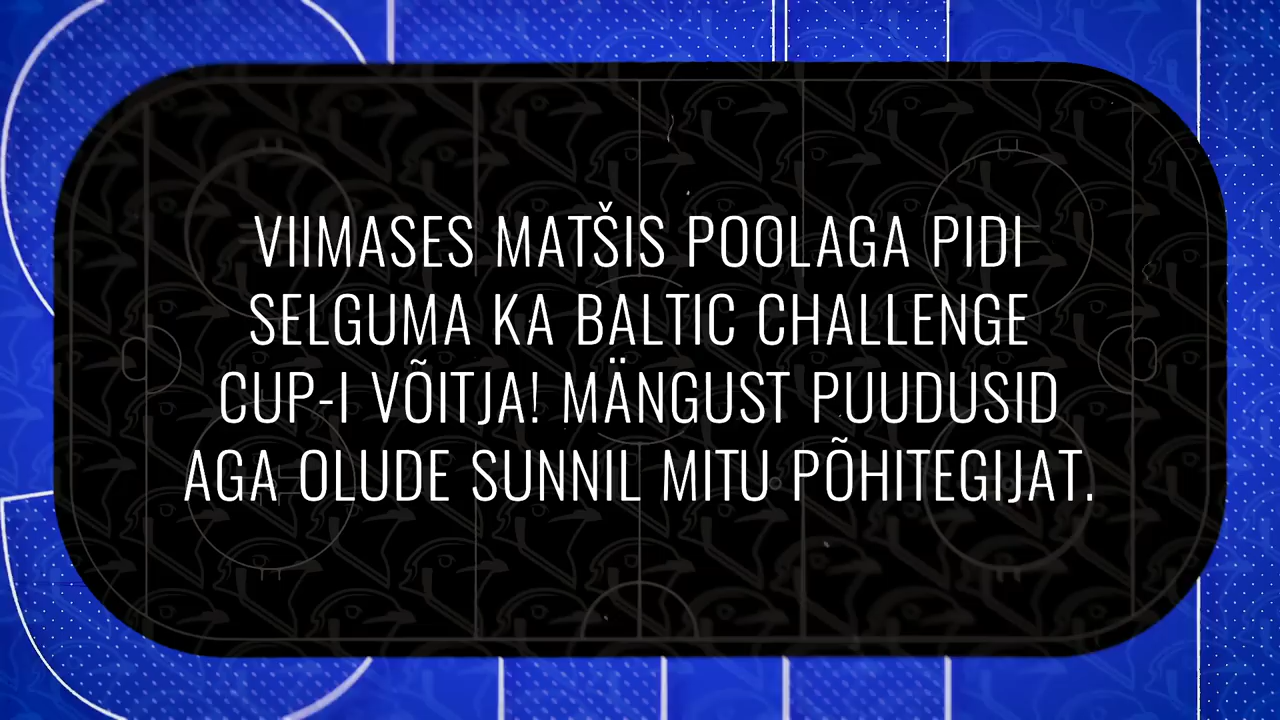 VIIMASES MATŠIS POOLAGA PIDI
SELGUMA KA BALTIC CHALLENGE
CUP-I VÕITJA! MÄNGUST PUUDUSID
AGA OLUDE SUNNIL MITU PÕHITEGIJAT.